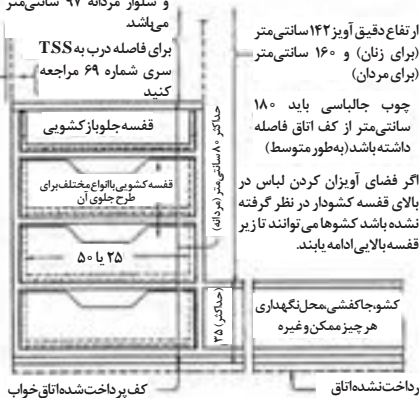 و شلوار مردانه ۹۷ سانتی‌متر
می‌باشد.
برای فاصله درب به TSS
سری شماره ۶۹ مراجعه
کنید
ارتفاع دقیق آویز ۱۴۲ سانتی‌متر
(برای زنان) و ۱۶۰ سانتی‌متر
(برای مردان)
چوب جالباسی باید ۱۸۰
سانتی‌متر از کف اتاق فاصله
داشته باشد (به‌طور متوسط)
اگر فضای آویزان کردن لباس در
بالای قفسه کشودار در نظر گرفته
نشده باشد کشوها می‌توانند تا زیر
قفسه بالایی ادامه یابند.
قفسه جلوباز کشویی
قفسه کشویی با انواع مختلف برای
طرح جلوی آن
حداکثر ۸۰ سانتی‌متر (مردانه)
۲۵ یا ۵۰
(حداکثر) ۳۵
کشو، جاکفشی، محل نگهداری
هر چیز ممکن و غیره
کف پرداخت شده اتاق خواب
پرداخت نشده اتاق